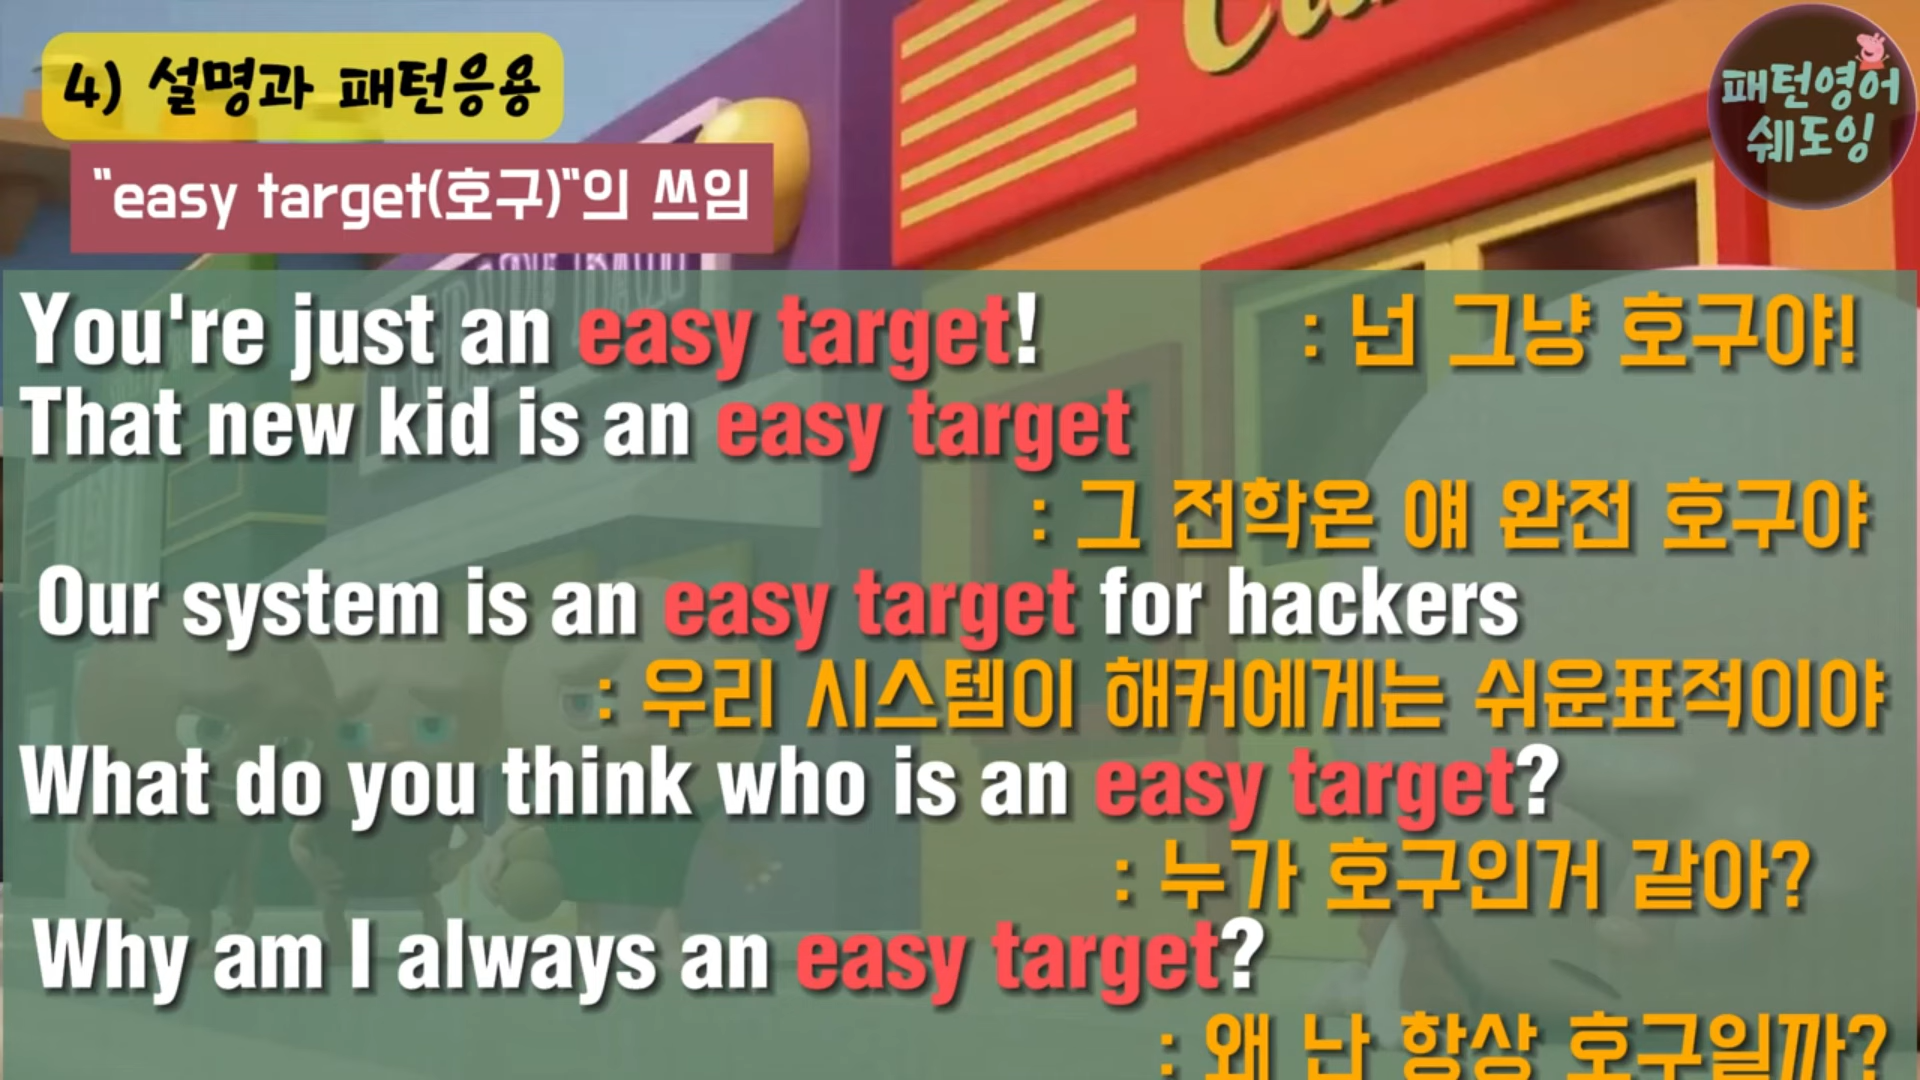 4) 설명과 패턴응용
패턴영어
쉐도잉
"easy target(호구)"의 쓰임
You're just an easy target!
: 넌 그냥 호구야!
That new kid is an easy target
: 그 전학온 얘 완전 호구야
Our system is an easy target for hackers
: 우리 시스템이 해커에게는 쉬운표적이야
What do you think who is an easy target?
: 누가 호구인거 같아?
Why am I always an easy target?
: 왜 난 항상 호구일까?